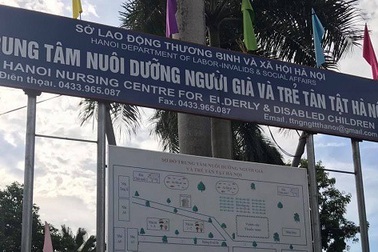 SỞ LAO ĐỘNG THƯƠNG BINH VÀ XÃ HỘI HÀ NỘI
HANOI DEPARTMENT OF LABOR-INVALIDS & SOCIAL AFFAIRS
TRUNG TÂM NUÔI DƯỠNG NGƯỜI GIÀ VÀ TRẺ TÀN TẬT HÀ N
HANOI NURSING CENTRE FOR ELDERLY & DISABLED CHILDREN
Điện thoại: 0433.965.087 Fax. 0433.965.087 Email. ttngngtthanoi@gmail.com